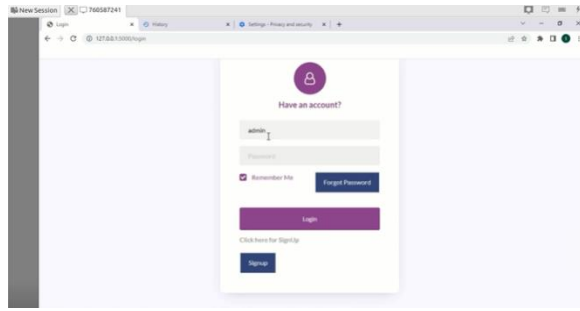 New Session 760587241
Login History Settings - Privacy and security
127.0.0.1:5000/login
Have an account?
admin
Password
Remember Me
Forgot Password
Login
Click here for SignUp
Signup